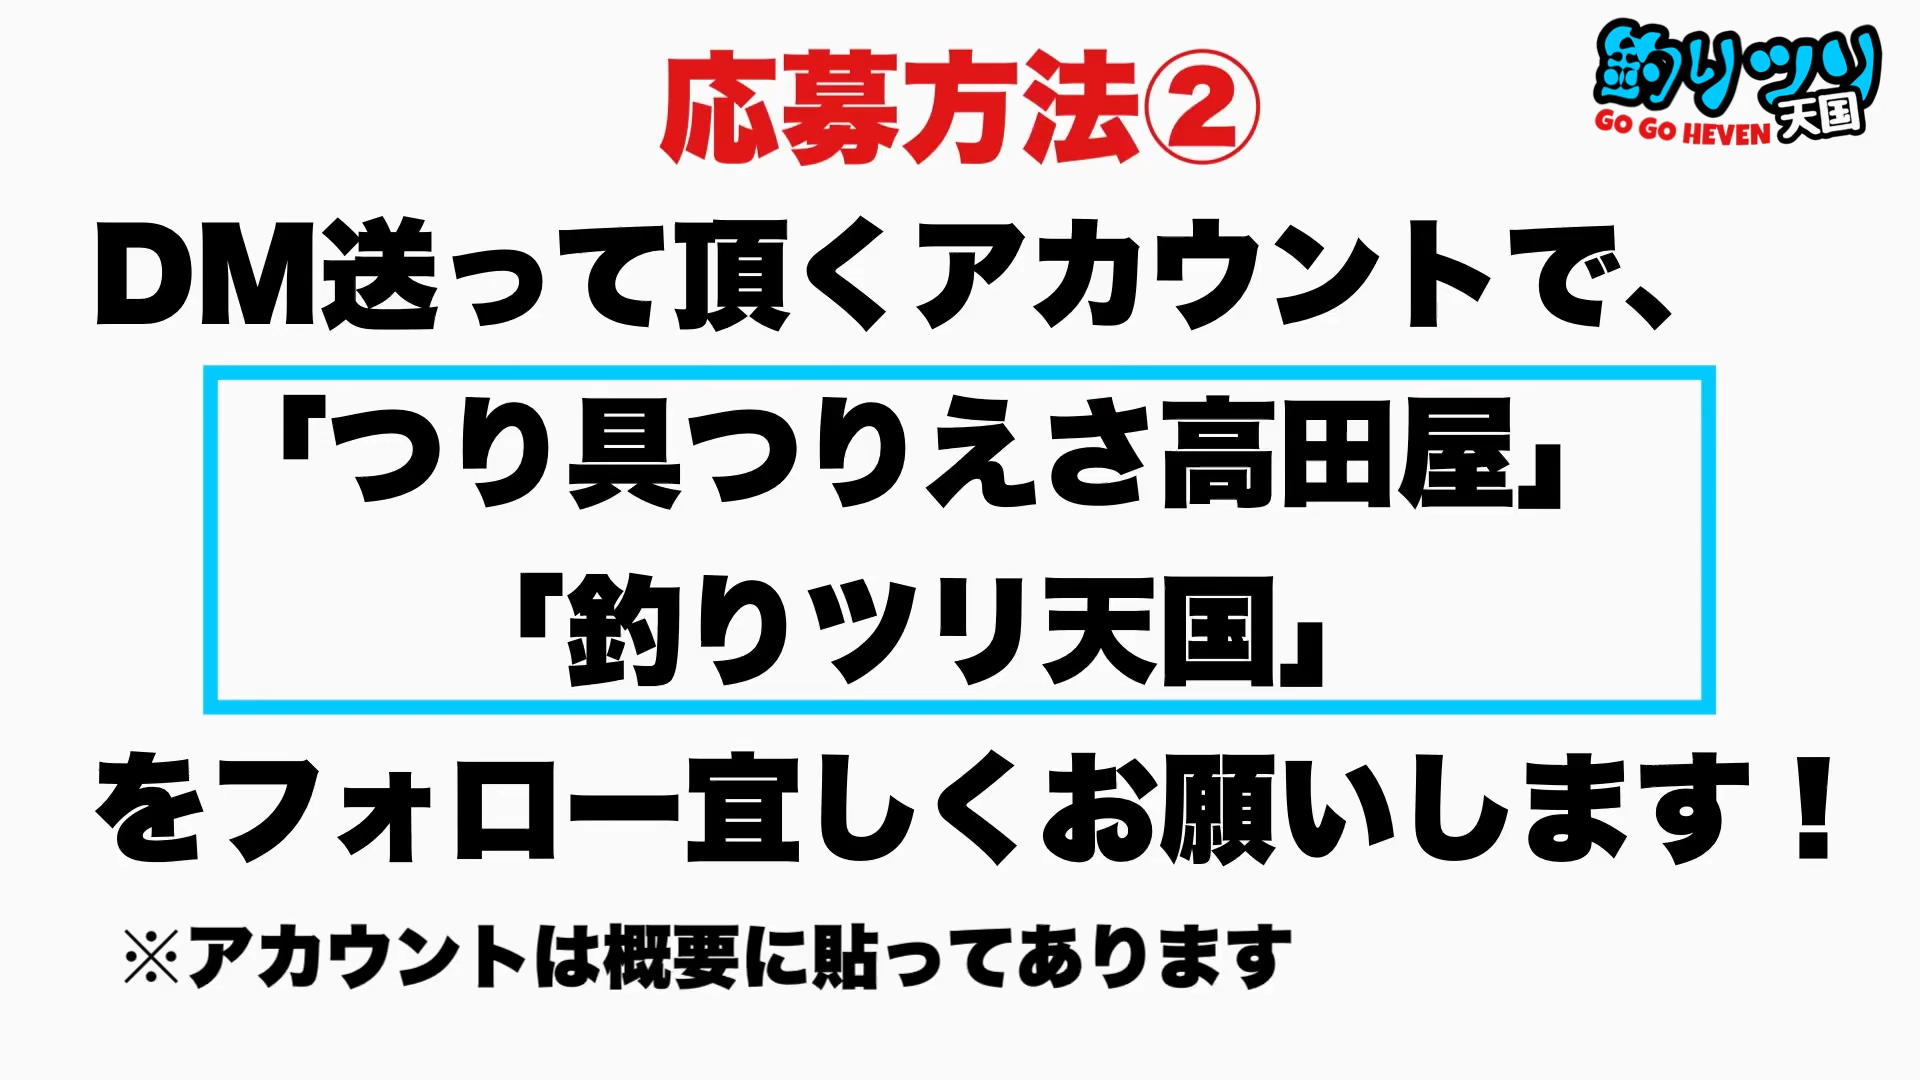 応募方法②
釣りツリ
天国
GO GO HEVEN
DM送って頂くアカウントで、
「つり具つりえさ高田屋」
「釣りツリ天国」
をフォロー宜しくお願いします！
※アカウントは概要に貼ってあります